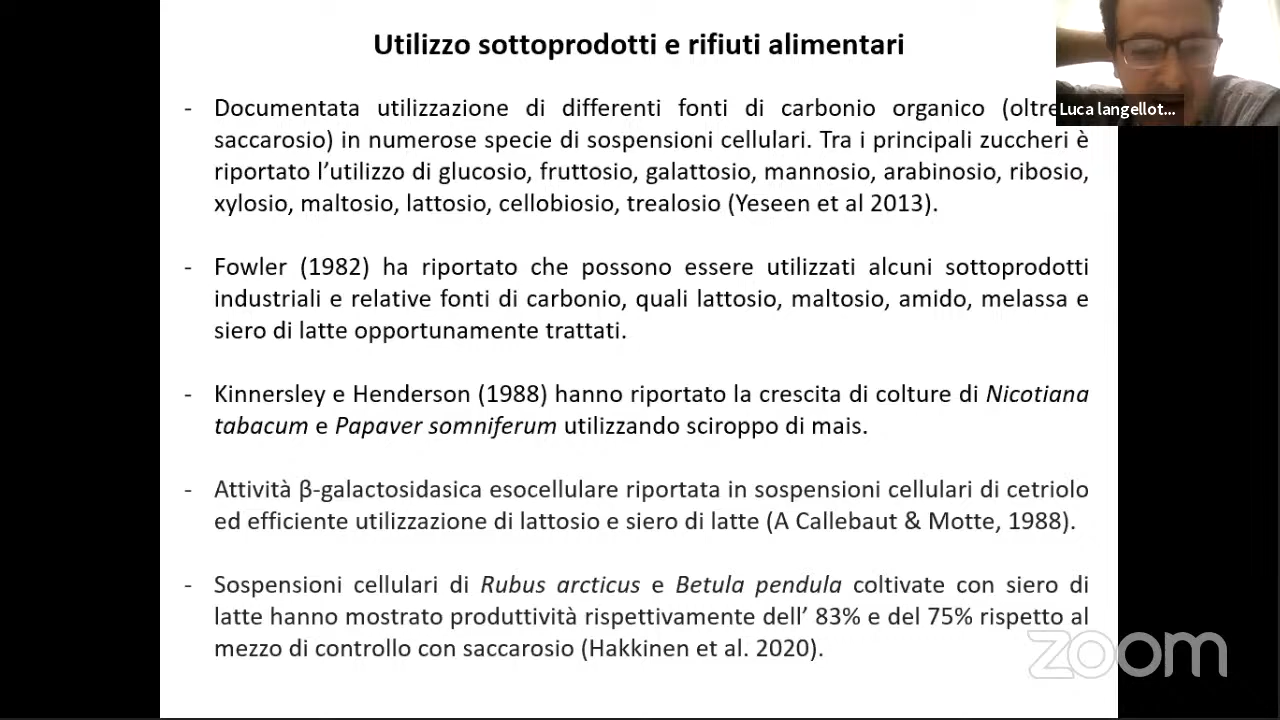 Utilizzo sottoprodotti e rifiuti alimentari
- Documentata utilizzazione di differenti fonti di carbonio organico (oltre
saccarosio) in numerose specie di sospensioni cellulari. Tra i principali zuccheri è
riportato l’utilizzo di glucosio, fruttosio, galattosio, mannosio, arabinosio, ribosio,
xylosio, maltosio, lattosio, cellobiosio, trealosio (Yeseen et al 2013).
- Fowler (1982) ha riportato che possono essere utilizzati alcuni sottoprodotti
industriali e relative fonti di carbonio, quali lattosio, maltosio, amido, melassa e
siero di latte opportunamente trattati.
- Kinnersley e Henderson (1988) hanno riportato la crescita di colture di Nicotiana
tabacum e Papaver somniferum utilizzando sciroppo di mais.
- Attività β-galactosidasica esocellulare riportata in sospensioni cellulari di cetriolo
ed efficiente utilizzazione di lattosio e siero di latte (A Callebaut & Motte, 1988).
- Sospensioni cellulari di Rubus arcticus e Betula pendula coltivate con siero di
latte hanno mostrato produttività rispettivamente dell’ 83% e del 75% rispetto al
mezzo di controllo con saccarosio (Hakkinen et al. 2020).
Luca langellot...
zoom